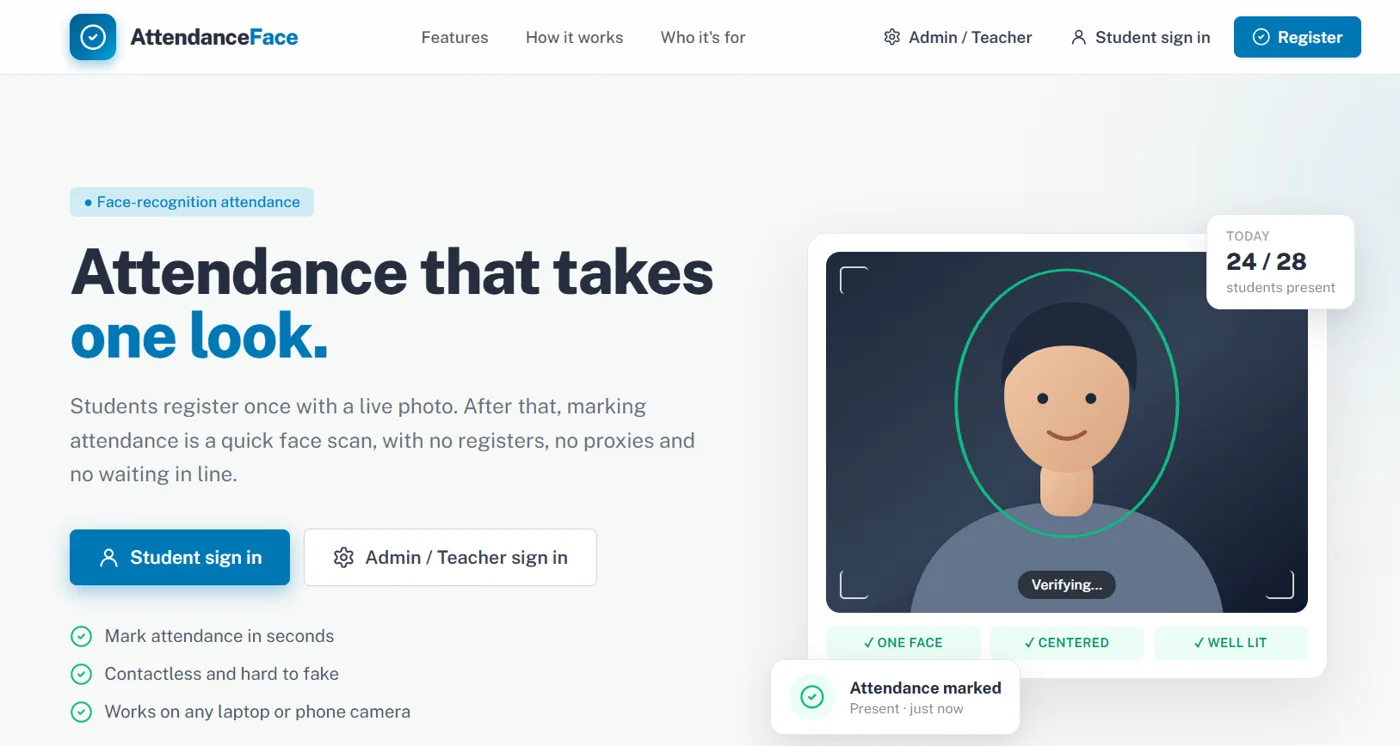 AttendanceFace
Features
How it works
Who it's for
Admin / Teacher
Student sign in
Register
• Face-recognition attendance
Attendance that takes
one look.
Students register once with a live photo. After that, marking
attendance is a quick face scan, with no registers, no proxies and
no waiting in line.
Student sign in
Admin / Teacher sign in
Mark attendance in seconds
Contactless and hard to fake
Works on any laptop or phone camera
TODAY
24 / 28
students present
Verifying...
✓ ONE FACE
✓ CENTERED
✓ WELL LIT
Attendance marked
Present · just now